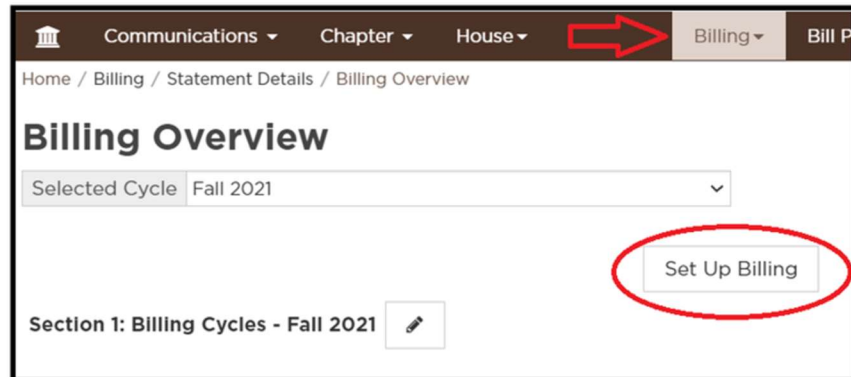 Communications Chapter House Billing Bill P
Home / Billing / Statement Details / Billing Overview
Billing Overview
Selected Cycle Fall 2021
Set Up Billing
Section 1: Billing Cycles - Fall 2021